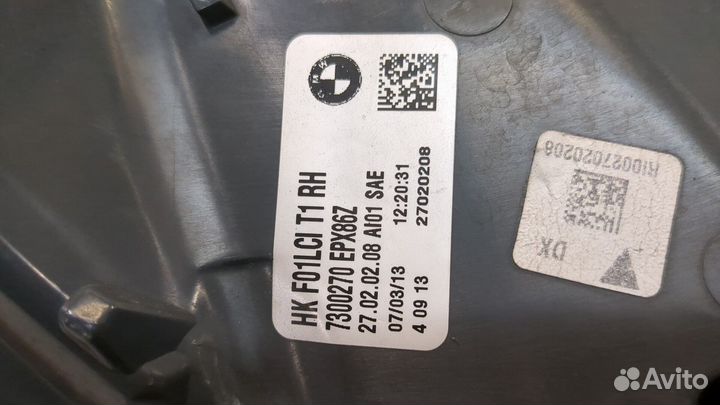 BMW
HK F01LCI T1 RH
7300270 EPX86Z
27.02.02.08 AI01 SAE
07/03/13 12:20:31
4 09 13 27020208
RI0027020208
DX
Avito